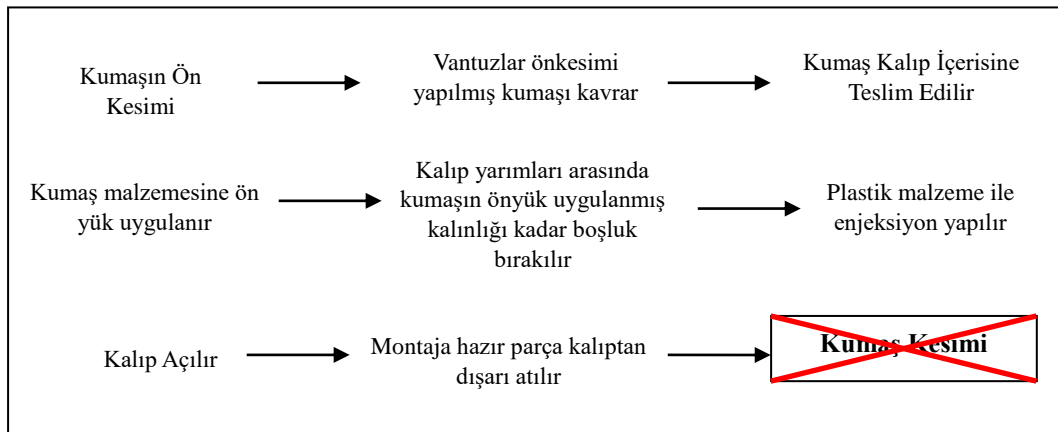 Kumaşın Ön
Kesimi
Vantuzlar önkesimi
yapılmış kumaşı kavrar
Kumaş Kalıp İçerisine
Teslim Edilir
Kumaş malzemesine ön
yük uygulanır
Kalıp yarımları arasında
kumaşın önyük uygulanmış
kalınlığı kadar boşluk
bırakılır
Plastik malzeme ile
enjeksiyon yapılır
Kalıp Açılır
Montaja hazır parça kalıptan
dışarı atılır
Kumaş Kesimi